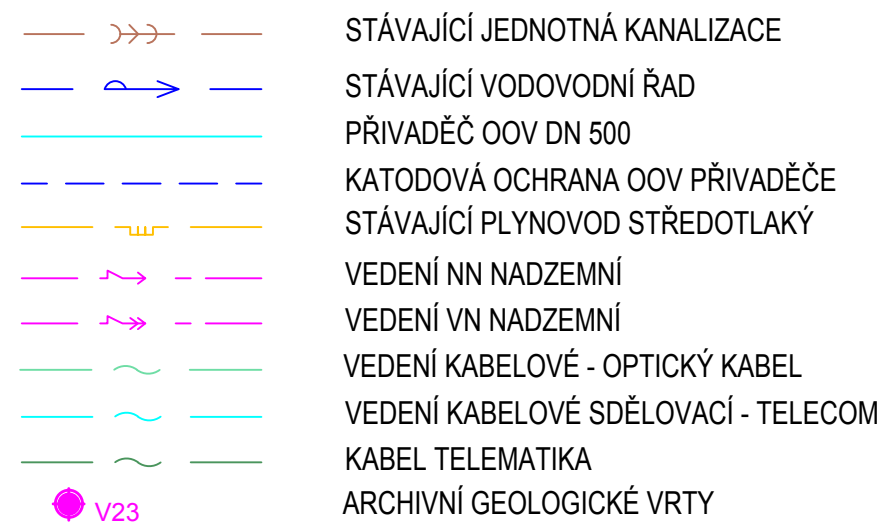 STÁVAJÍCÍ JEDNOTNÁ KANALIZACE
STÁVAJÍCÍ VODOVODNÍ ŘAD
PŘIVADĚČ OOV DN 500
KATODOVÁ OCHRANA OOV PŘIVADĚČE
STÁVAJÍCÍ PLYNOVOD STŘEDOTLAKÝ
VEDENÍ NN NADZEMNÍ
VEDENÍ VN NADZEMNÍ
VEDENÍ KABELOVÉ - OPTICKÝ KABEL
VEDENÍ KABELOVÉ SDĚLOVACÍ - TELECOM
KABEL TELEMATIKA
V23 ARCHIVNÍ GEOLOGICKÉ VRTY